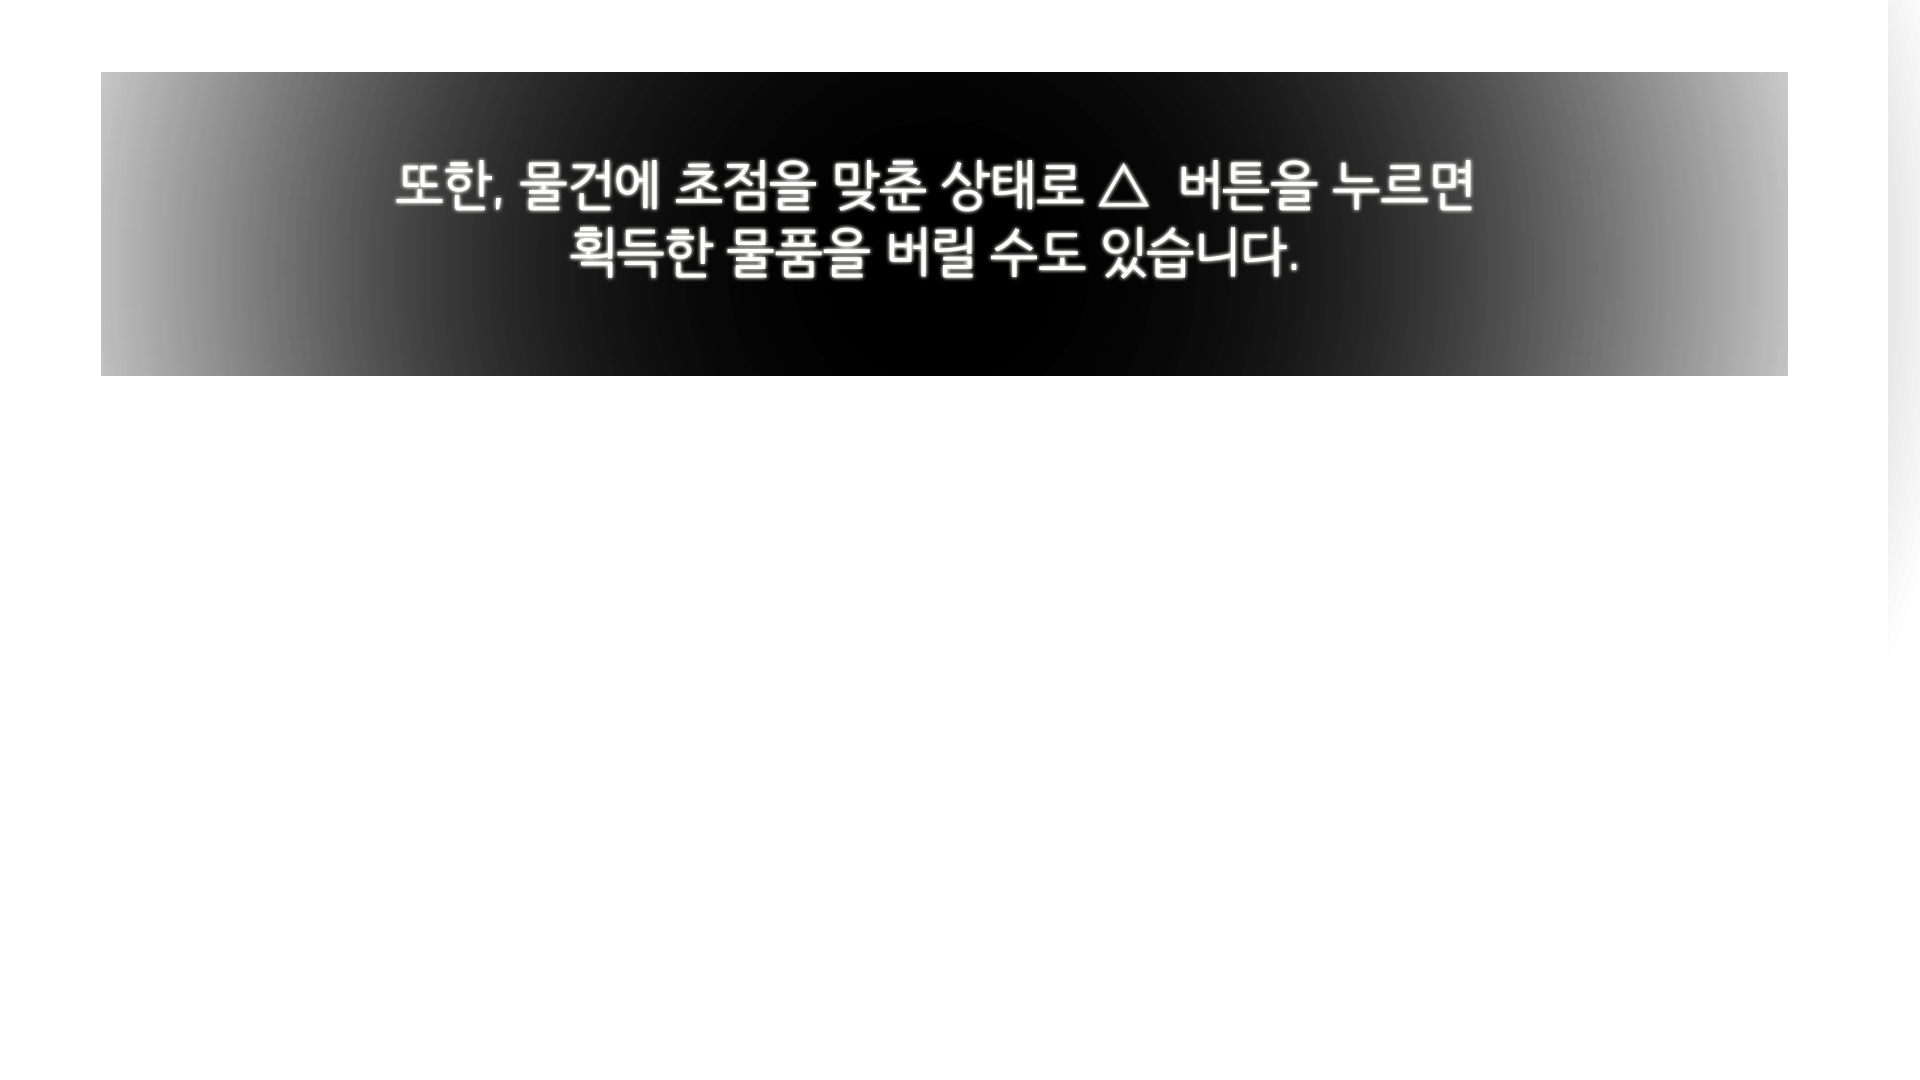 또한, 물건에 초점을 맞춘 상태로 △ 버튼을 누르면
획득한 물품을 버릴 수도 있습니다.